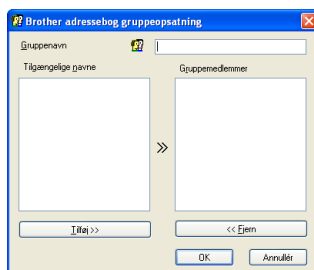 Brother adressebog gruppeopsætning
Gruppenavn
Tilgængelige navne
Gruppemedlemmer
Tilføj >>
<< Fjern
OK
Annullér